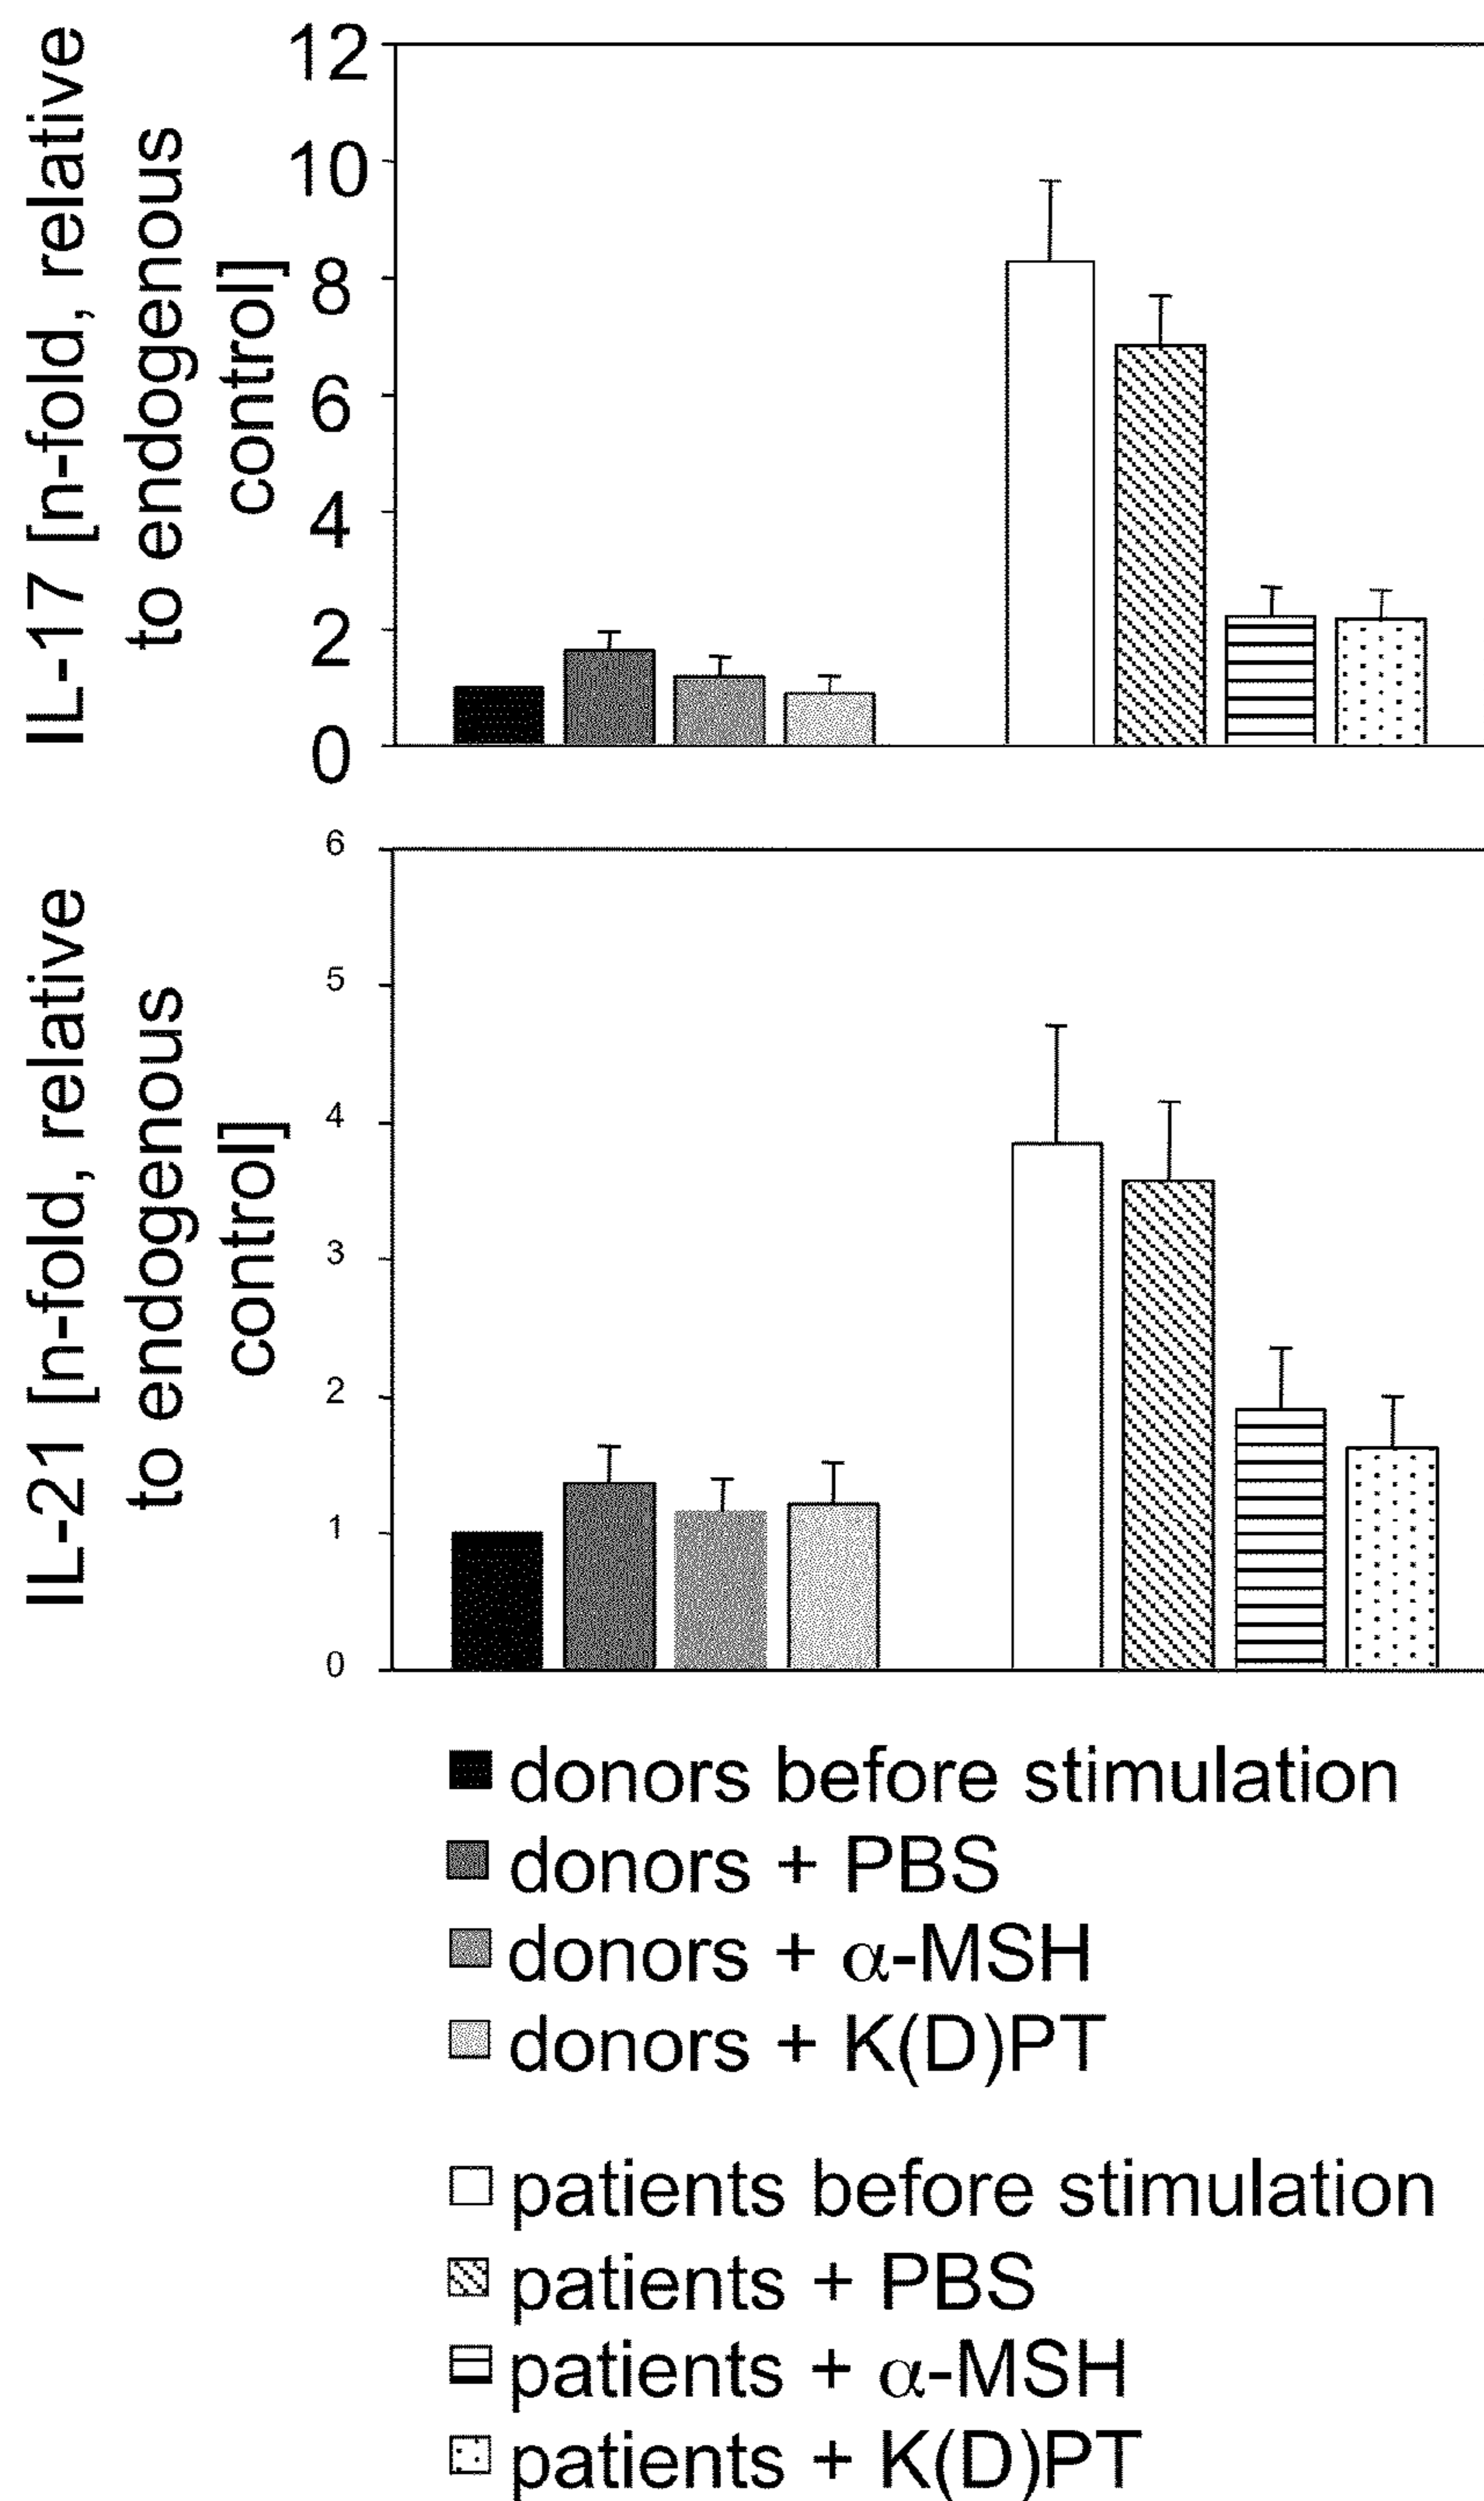 IL-17 [n-fold, relative
to endogenous
control]
12
10
8
6
4
2
0
IL-21 [n-fold, relative
to endogenous
control]
6
5
4
3
2
1
0
donors before stimulation
donors + PBS
donors + α-MSH
donors + K(D)PT
patients before stimulation
patients + PBS
patients + α-MSH
patients + K(D)PT